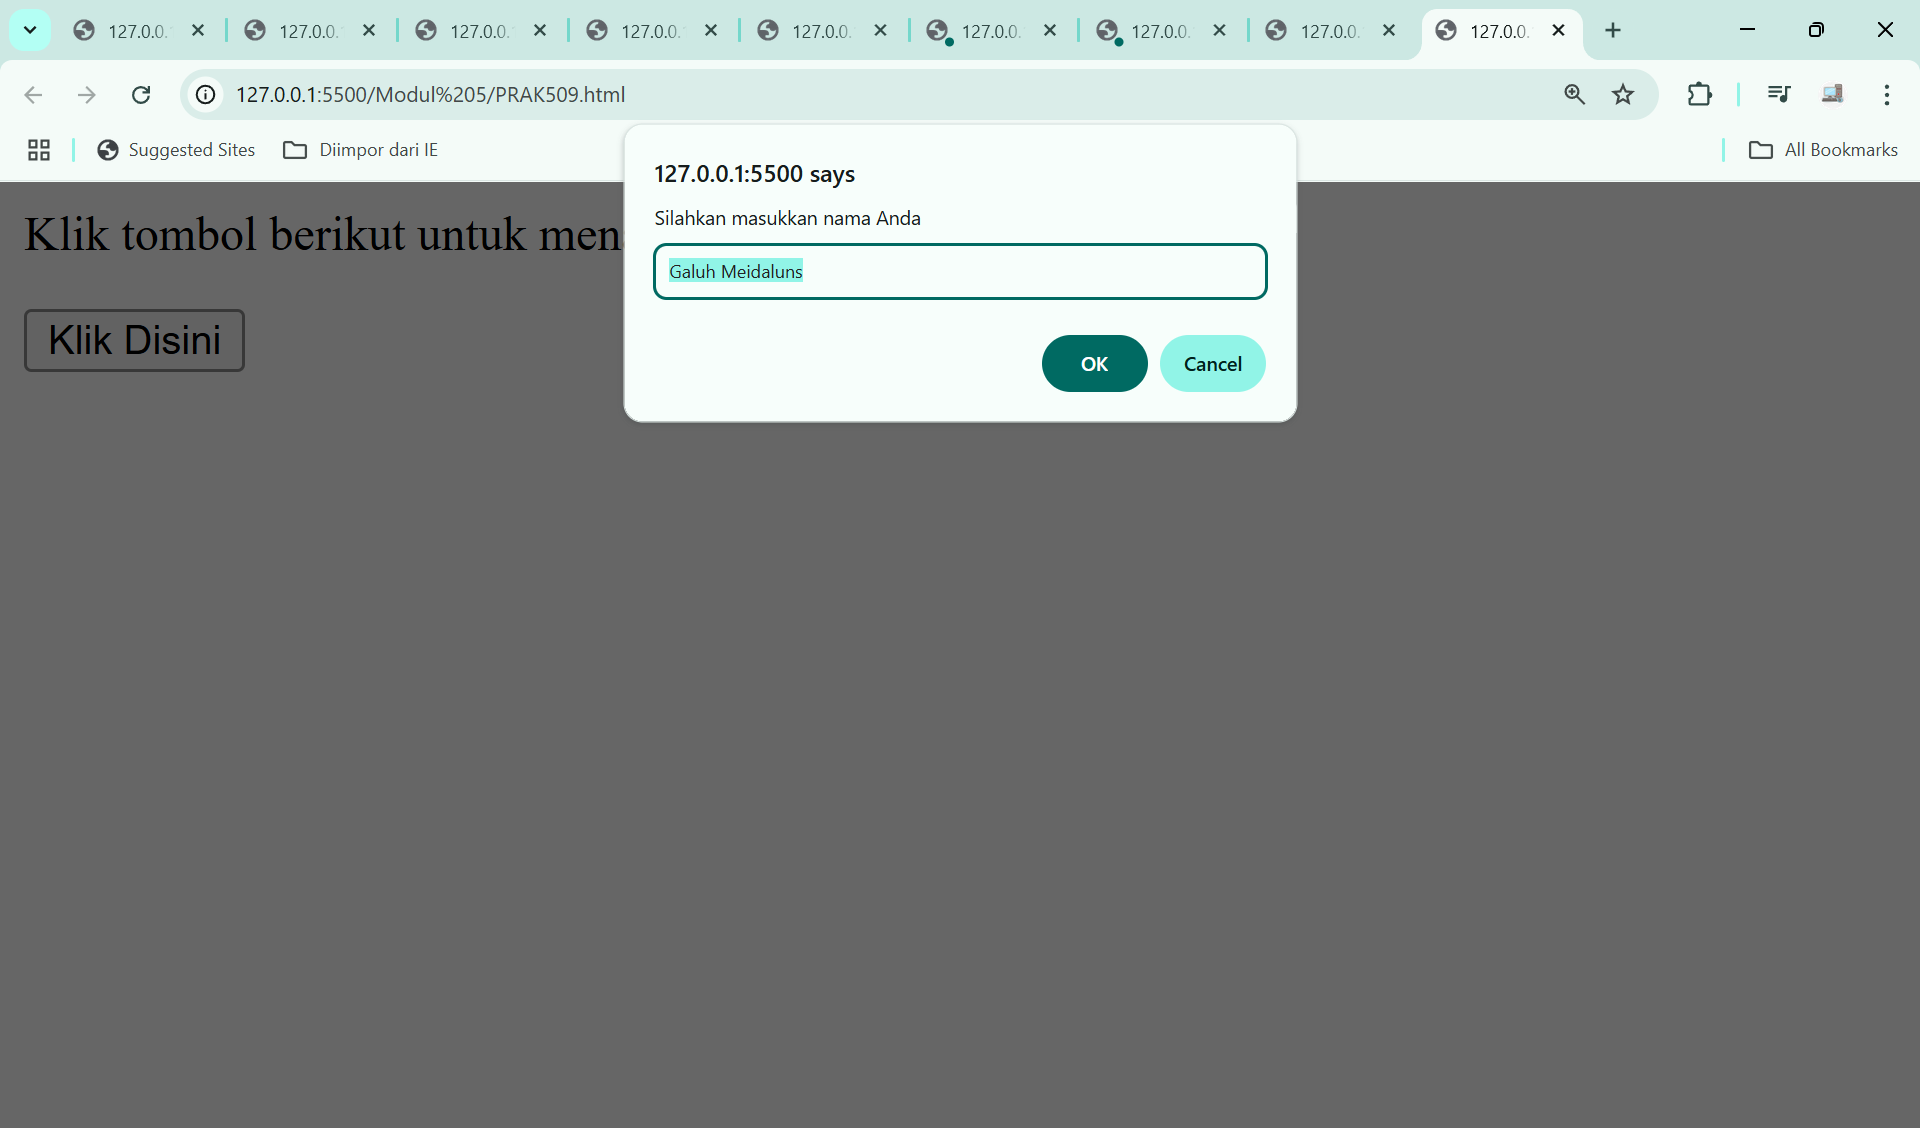 127.0.0. 127.0.0. 127.0.0. 127.0.0. 127.0.0. 127.0.0. 127.0.0. 127.0.0. 127.0.0.
127.0.0.1:5500/Modul%205/PRAK509.html
Suggested Sites Diimpor dari IE All Bookmarks
127.0.0.1:5500 says
Silahkan masukkan nama Anda
Klik tombol berikut untuk men
Galuh Meidaluns
Klik Disini
OK Cancel